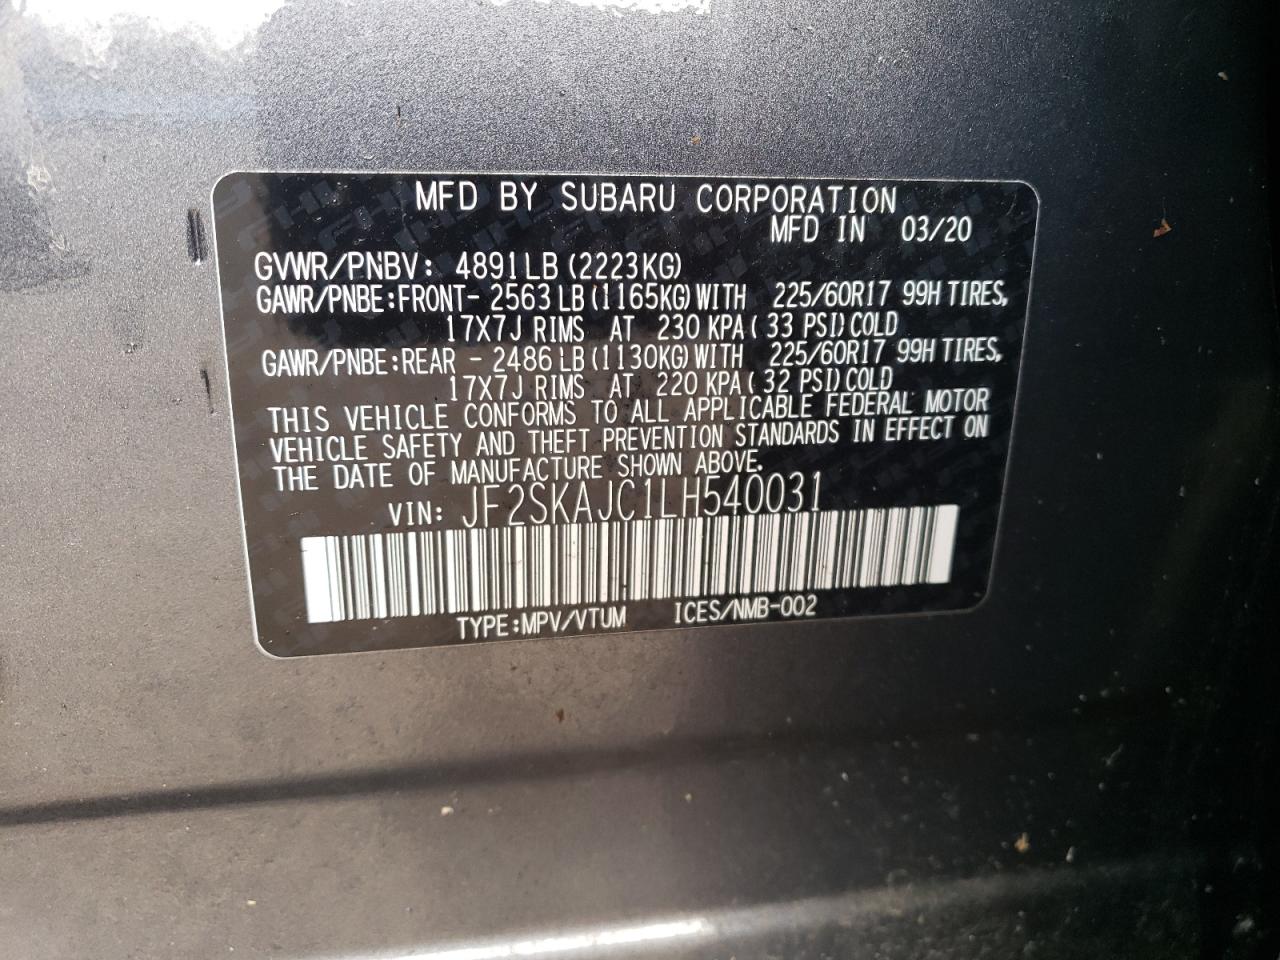 MFD BY SUBARU CORPORATION
MFD IN 03/20
GVWR/PNBV: 4891LB (2223KG)
GAWR/PNBE:FRONT- 2563 LB (1165KG) WITH 225/60R17 99H TIRES,
17X7J RIMS AT 230 KPA ( 33 PSI) COLD
GAWR/PNBE:REAR - 2486 LB (1130KG) WITH 225/60R17 99H TIRES,
17X7J RIMS AT 220 KPA ( 32 PSI) COLD
THIS VEHICLE CONFORMS TO ALL APPLICABLE FEDERAL MOTOR
VEHICLE SAFETY AND THEFT PREVENTION STANDARDS IN EFFECT ON
THE DATE OF MANUFACTURE SHOWN ABOVE.
VIN: JF2SKAJC1LH540031
TYPE:MPV/VTUM ICES/NMB-002